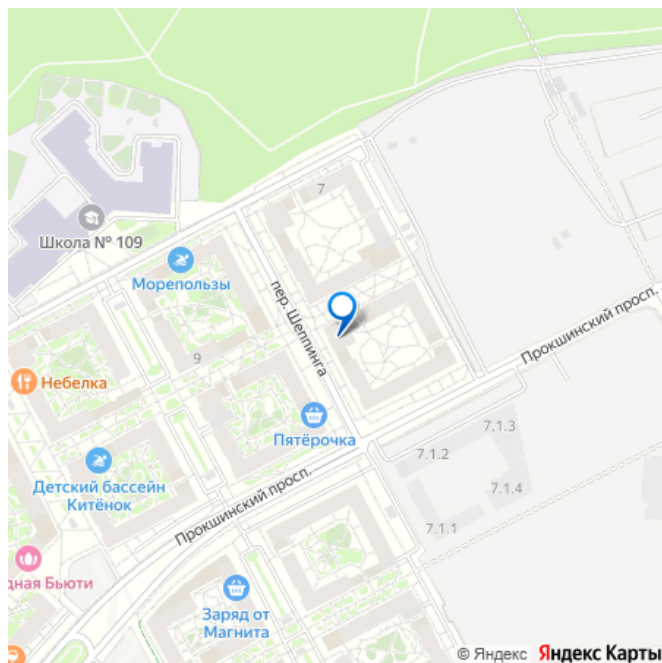 7
Школа № 109
Морепользы
пер. Шеппинга
Прокшинский просп.
9
Небелка
Пятёрочка
7.1.3
7.1.2
Детский бассейн
Китёнок
7.1.4
Прокшинский просп.
7.1.1
дная Бьюти
Заряд от
Магнита
© Яндекс Яндекс Карты